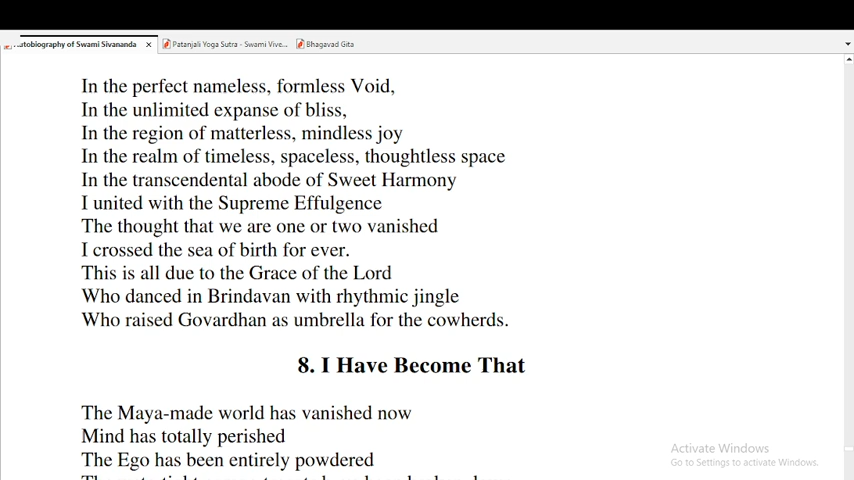 Autobiography of Swami Sivananda × Patanjali Yoga Sutra - Swami Vive... Bhagavad Gita
In the perfect nameless, formless Void,
In the unlimited expanse of bliss,
In the region of matterless, mindless joy
In the realm of timeless, spaceless, thoughtless space
In the transcendental abode of Sweet Harmony
I united with the Supreme Effulgence
The thought that we are one or two vanished
I crossed the sea of birth for ever.
This is all due to the Grace of the Lord
Who danced in Brindavan with rhythmic jingle
Who raised Govardhan as umbrella for the cowherds.
8. I Have Become That
The Maya-made world has vanished now
Mind has totally perished
The Ego has been entirely powdered
Activate Windows
Go to Settings to activate Windows.